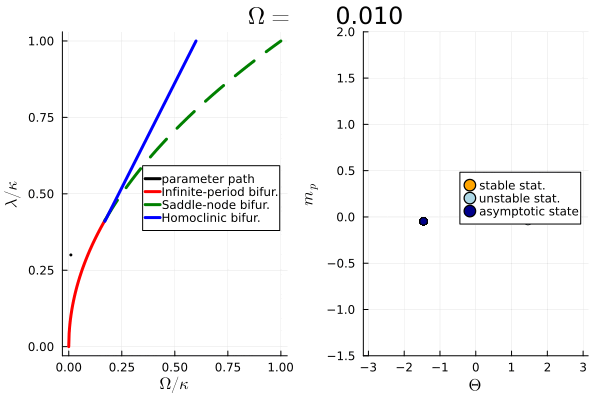 Ω = 0.010
1.00
0.75
0.50
0.25
0.00
λ/κ
0.00 0.25 0.50 0.75 1.00
Ω/κ
parameter path
Infinite-period bifur.
Saddle-node bifur.
Homoclinic bifur.
2.0
1.5
1.0
0.5
0.0
−0.5
−1.0
−1.5
m_p
−3 −2 −1 0 1 2 3
Θ
stable stat.
unstable stat.
asymptotic state